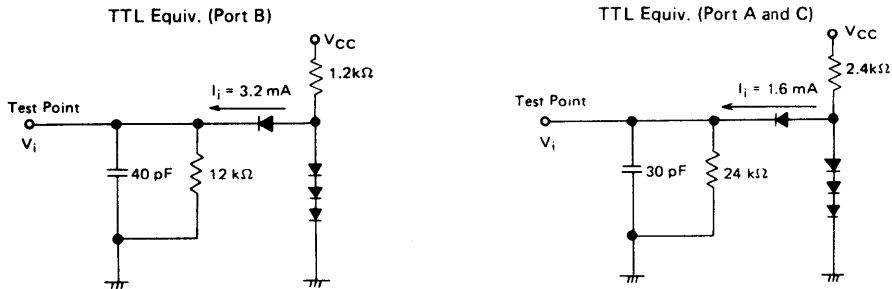 TTL Equiv. (Port B)
VCC
1.2kΩ
Ii = 3.2 mA
Test Point
Vi
40 pF
12 kΩ
TTL Equiv. (Port A and C)
VCC
2.4kΩ
Ii = 1.6 mA
Test Point
Vi
30 pF
24 kΩ